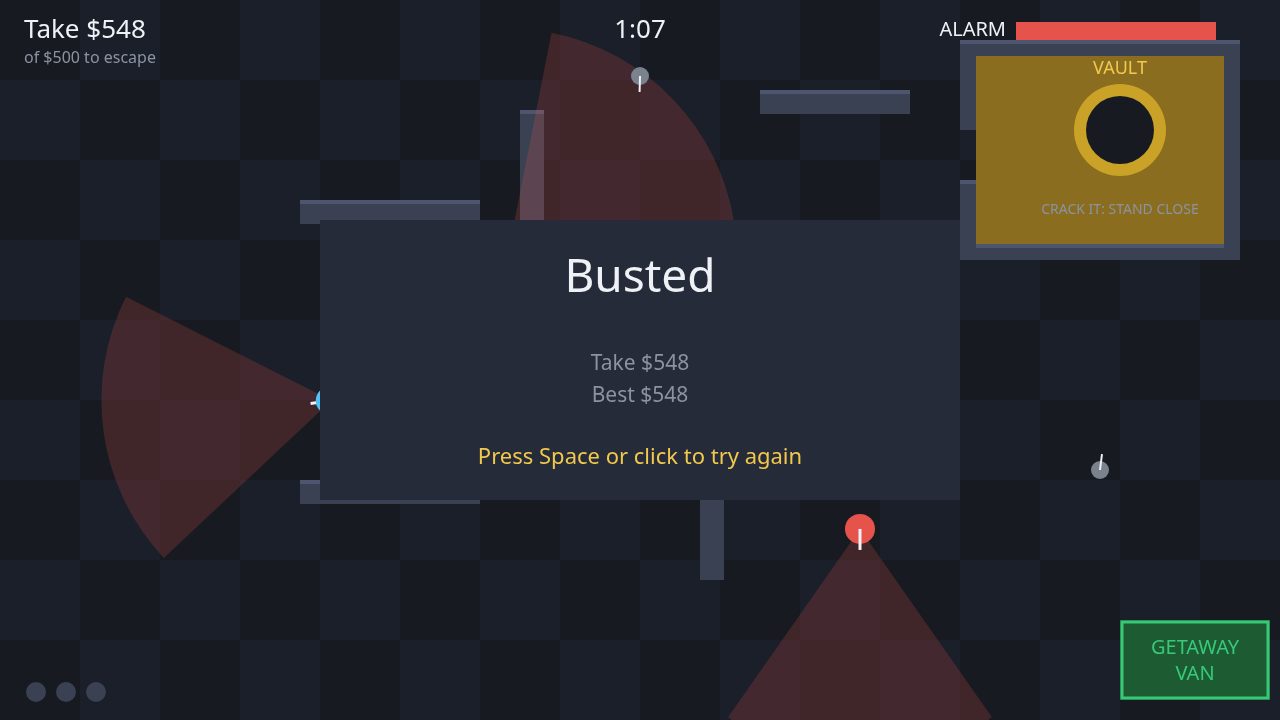 Take $548
of $500 to escape
1:07
ALARM
VAULT
CRACK IT: STAND CLOSE
Busted
Take $548
Best $548
Press Space or click to try again
GETAWAY
VAN